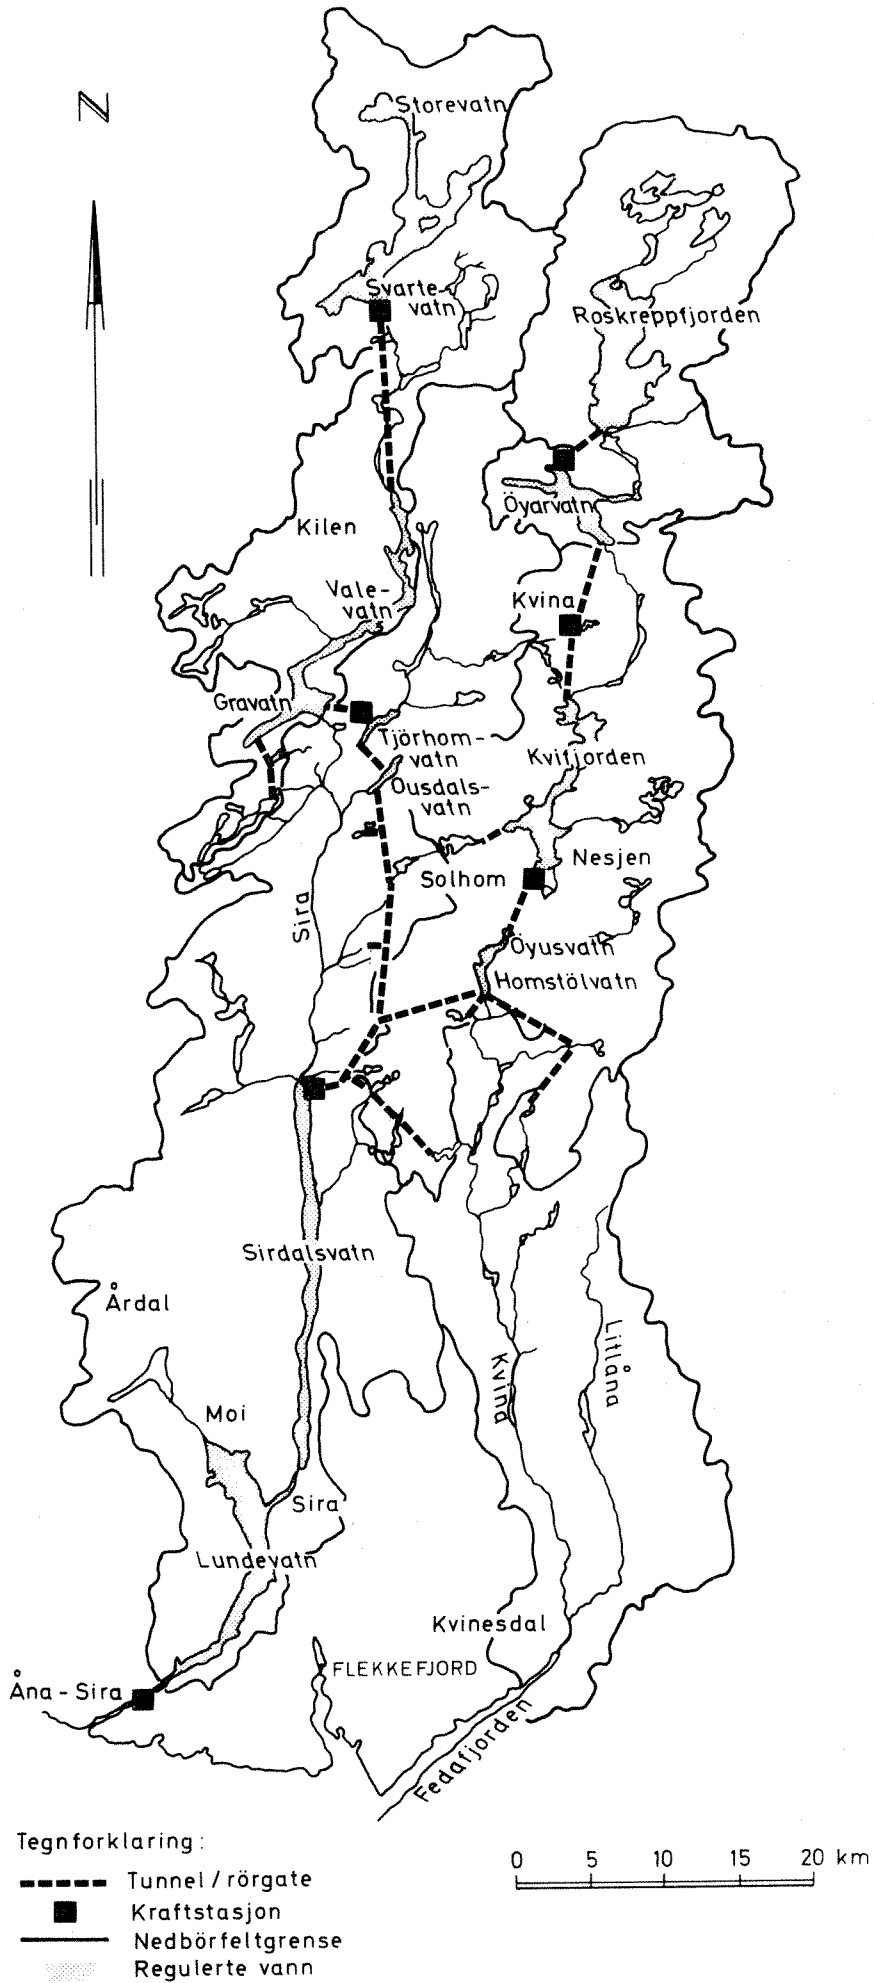 Storevatn
N
Svarte-
vatn
Roskreppfjorden
Öyarvatn
Kilen
Vale-
vatn
Kvina
Gravatn
Tjörhom-
vatn
Kvifjorden
Ousdals-
vatn
Nesjen
Solhom
Sira
Öyusvatn
Homstölvatn
Sirdalsvatn
Årdal
Litlåna
Kvina
Moi
Sira
Lundevatn
Kvinesdal
FLEKKEFJORD
Åna-Sira
Fedafjorden
Tegnforklaring:
Tunnel/rörgate
Kraftstasjon
Nedbörfeltgrense
Regulerte vann
0 5 10 15 20 km